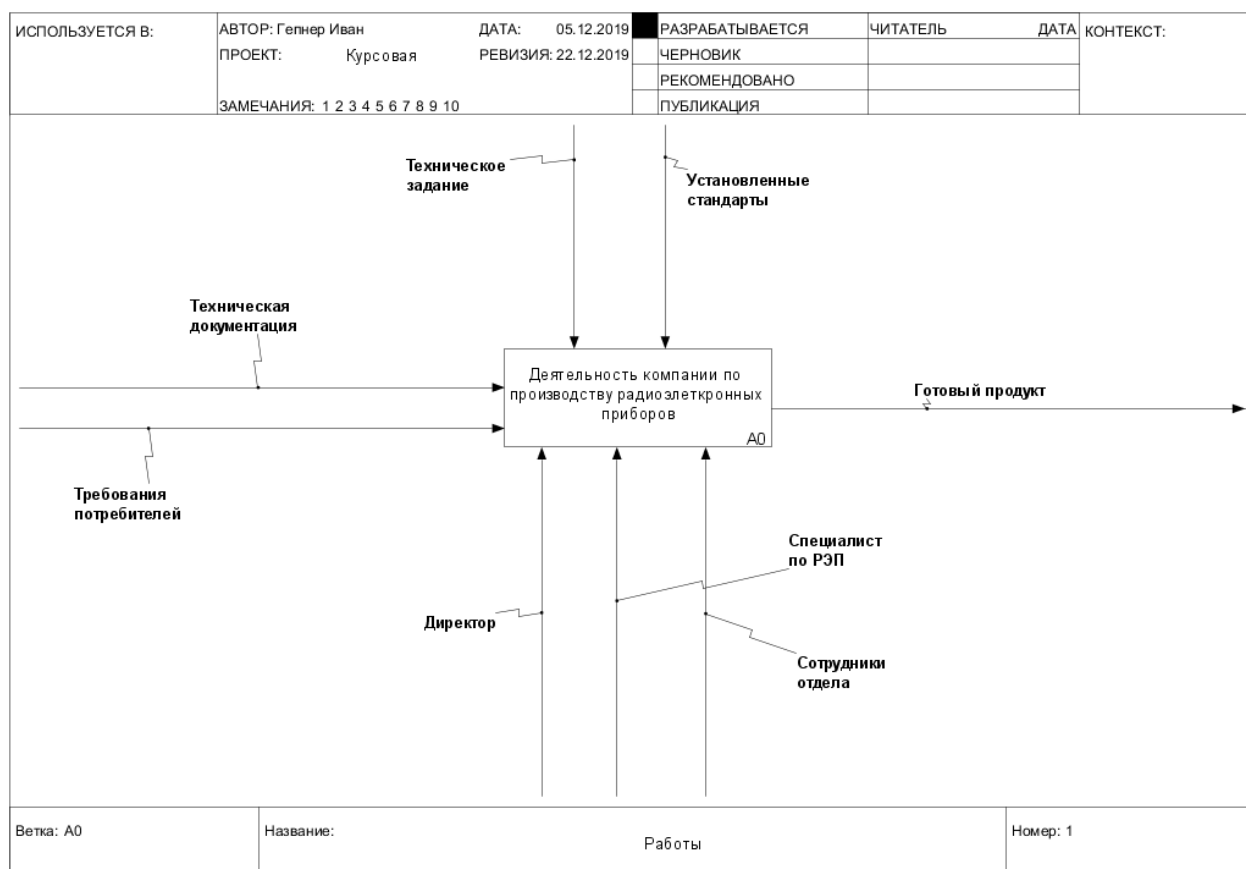 ИСПОЛЬЗУЕТСЯ В:
АВТОР: Гепнер Иван
ДАТА: 05.12.2019
РАЗРАБАТЫВАЕТСЯ
ЧИТАТЕЛЬ
ДАТА
КОНТЕКСТ:
ПРОЕКТ: Курсовая
РЕВИЗИЯ: 22.12.2019
ЧЕРНОВИК
РЕКОМЕНДОВАНО
ЗАМЕЧАНИЯ: 1 2 3 4 5 6 7 8 9 10
ПУБЛИКАЦИЯ
Техническое
задание
Установленные
стандарты
Техническая
документация
Деятельность компании по
производству радиоэлеткронных
приборов
A0
Готовый продукт
Требования
потребителей
Специалист
по РЭП
Директор
Сотрудники
отдела
Ветка: A0
Название:
Работы
Номер: 1